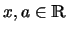 x, a ∈ ℝ